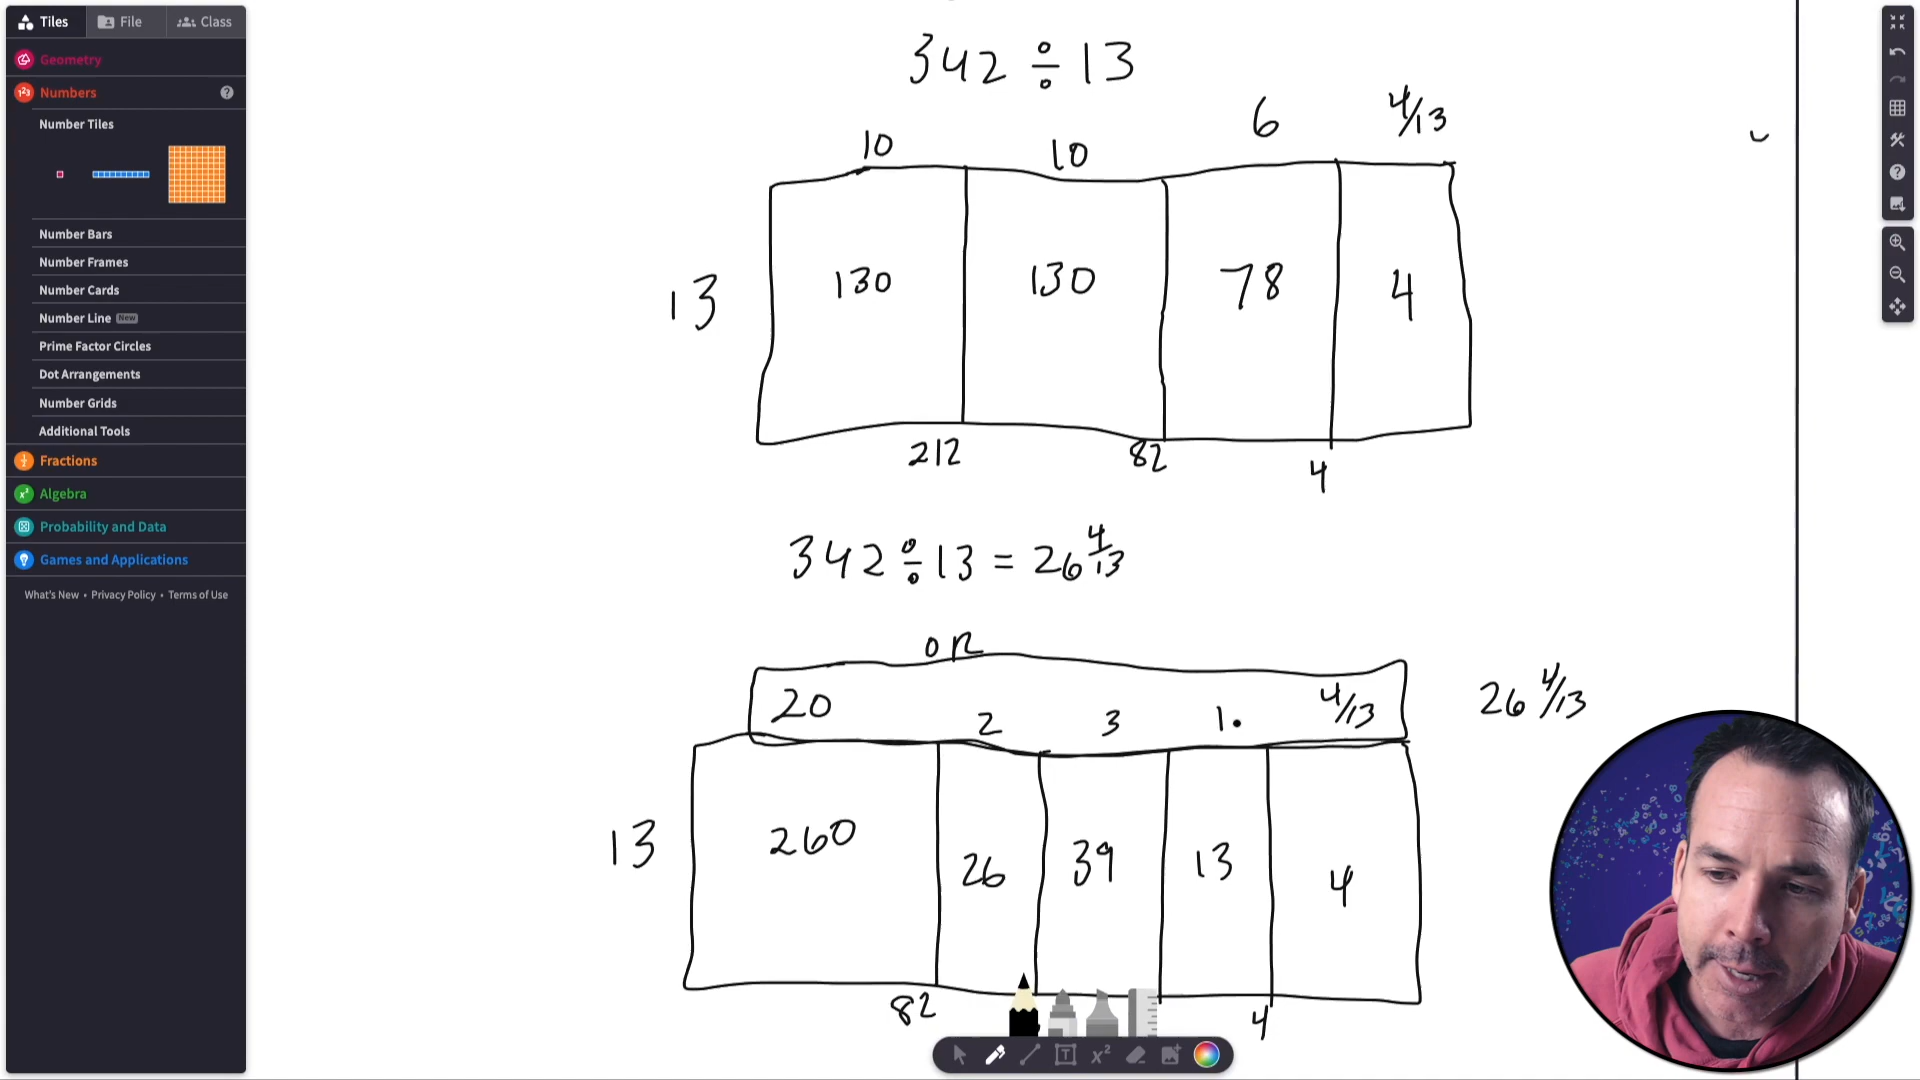 Tiles File Class
Geometry
Numbers ?
Number Tiles
Number Bars
Number Frames
Number Cards
Number Line New
Prime Factor Circles
Dot Arrangements
Number Grids
Additional Tools
Fractions
Algebra
Probability and Data
Games and Applications
What's New • Privacy Policy • Terms of Use
342 ÷ 13
10 10 6 4/13
13 130 130 78 4
212 82 4
342 ÷ 13 = 26 4/13
OR
20 2 3 1. 4/13 26 4/13
13 260 26 39 13 4
82 4
T x²